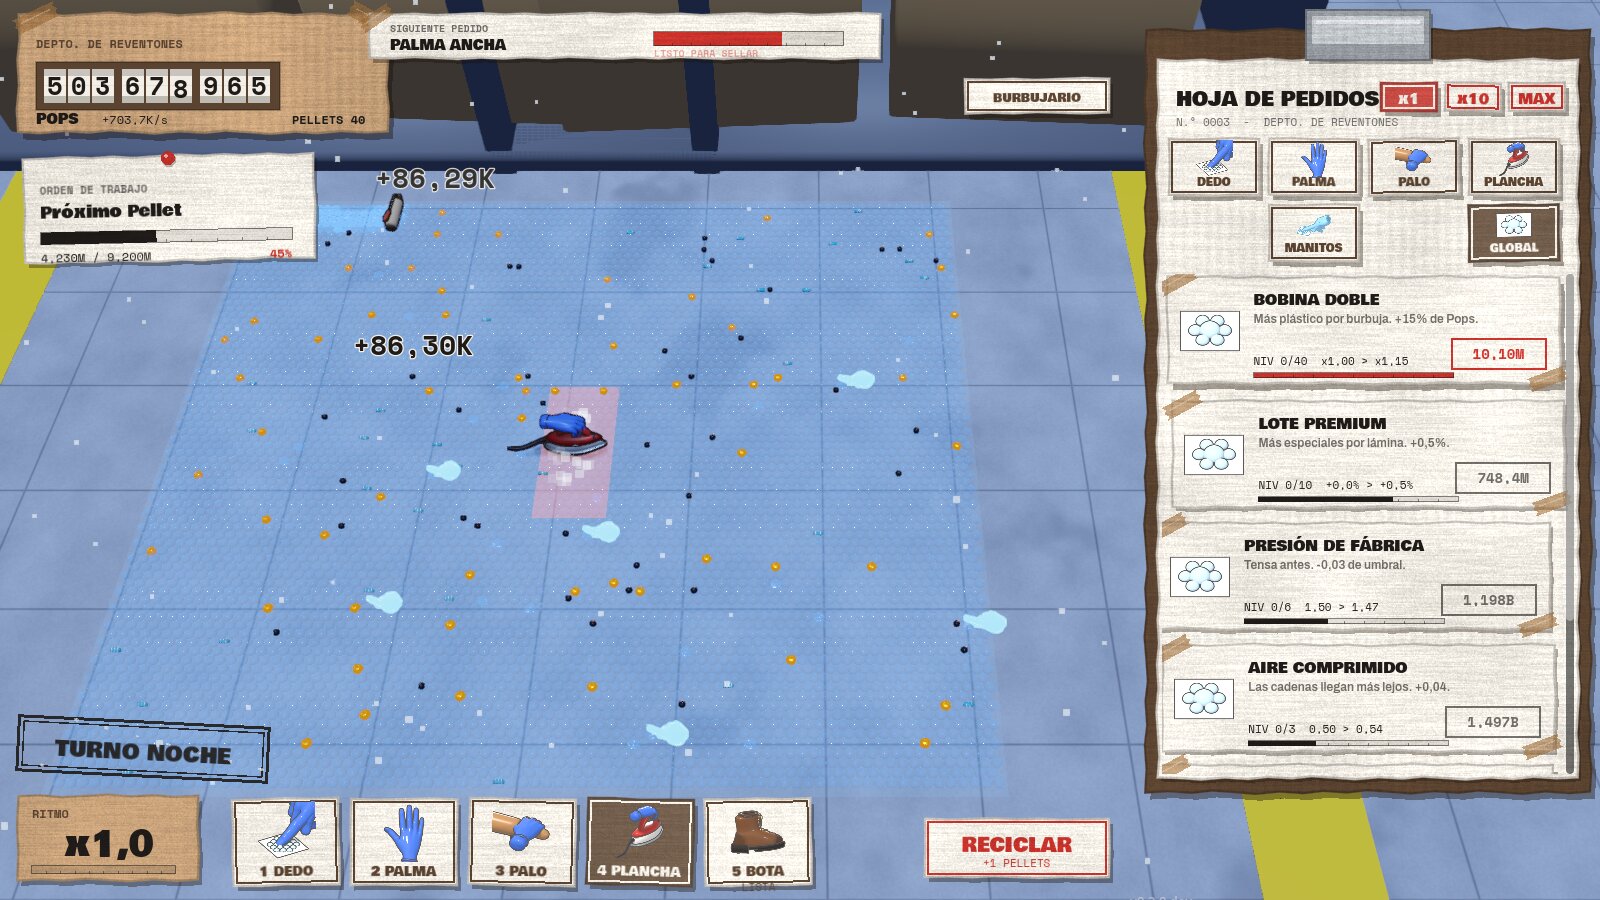 DEPTO. DE REVENTONES
503 678 965
POPS +703,7K/s PELLETS 40
SIGUIENTE PEDIDO
PALMA ANCHA
LISTO PARA SELLAR
BURBUJARIO
ORDEN DE TRABAJO
Próximo Pellet
4,230M / 9,200M 45%
+86,29K
+86,30K
TURNO NOCHE
RITMO
x1,0
1 DEDO
2 PALMA
3 PALO
4 PLANCHA
5 BOTA
LISTA
RECICLAR
+1 PELLETS
HOJA DE PEDIDOS x1 x10 MAX
N.° 0003 - DEPTO. DE REVENTONES
DEDO PALMA PALO PLANCHA
MANITOS GLOBAL
BOBINA DOBLE
Más plástico por burbuja. +15% de Pops.
NIV 0/40 x1,00 > x1,15 10,10M
LOTE PREMIUM
Más especiales por lámina. +0,5%.
NIV 0/10 +0,0% > +0,5% 748,4M
PRESIÓN DE FÁBRICA
Tensa antes. -0,03 de umbral.
NIV 0/6 1,50 > 1,47 1,198B
AIRE COMPRIMIDO
Las cadenas llegan más lejos. +0,04.
NIV 0/3 0,50 > 0,54 1,497B